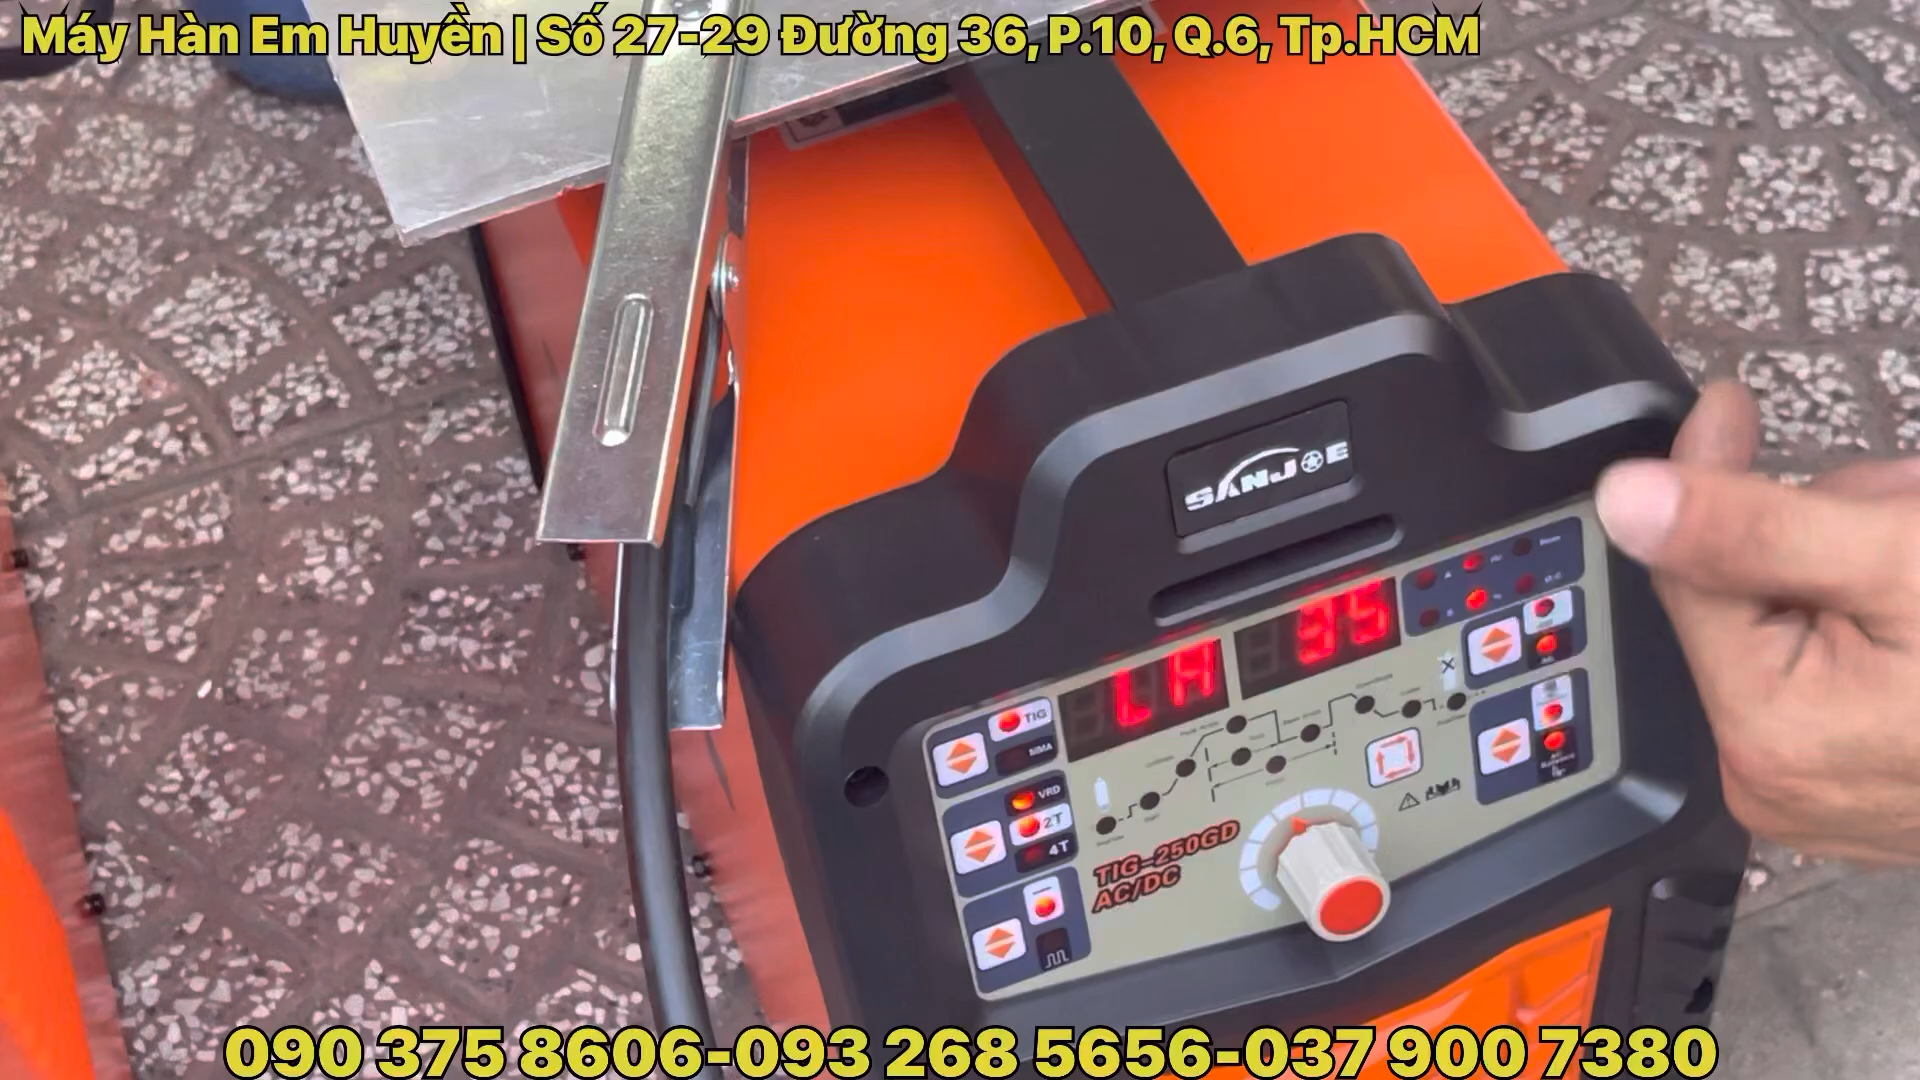 Máy Hàn Em Huyền | Số 27-29 Đường 36, P.10, Q.6, Tp.HCM
SANJOE
LA 95
TIG
MMA
VRD
2T
4T
TIG-250GD
AC/DC
090 375 8606-093 268 5656-037 900 7380